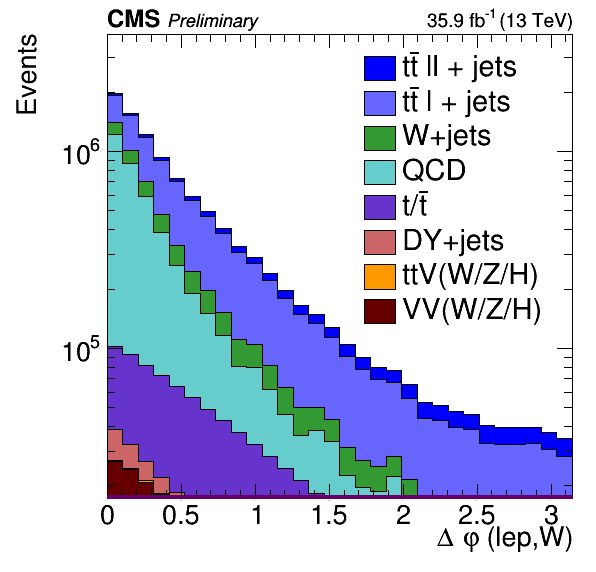 CMS Preliminary 35.9 fb⁻¹ (13 TeV)
Events
tt̄ ll + jets
tt̄ l + jets
W+jets
QCD
t/t̄
DY+jets
ttV(W/Z/H)
VV(W/Z/H)
10⁶
10⁵
0 0.5 1 1.5 2 2.5 3
Δ φ (lep,W)